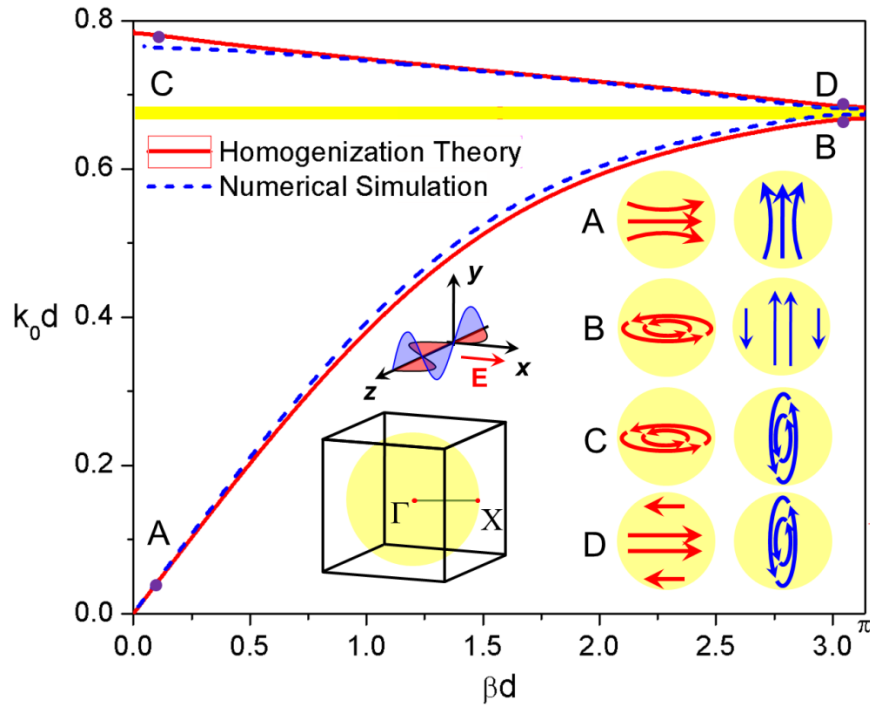 0.8
C
D
B
Homogenization Theory
Numerical Simulation
0.6
A
B
k₀d
0.4
y
x
z
E
C
0.2
Γ
X
D
A
0.0
0.0
0.5
1.0
1.5
2.0
2.5
3.0
π
βd